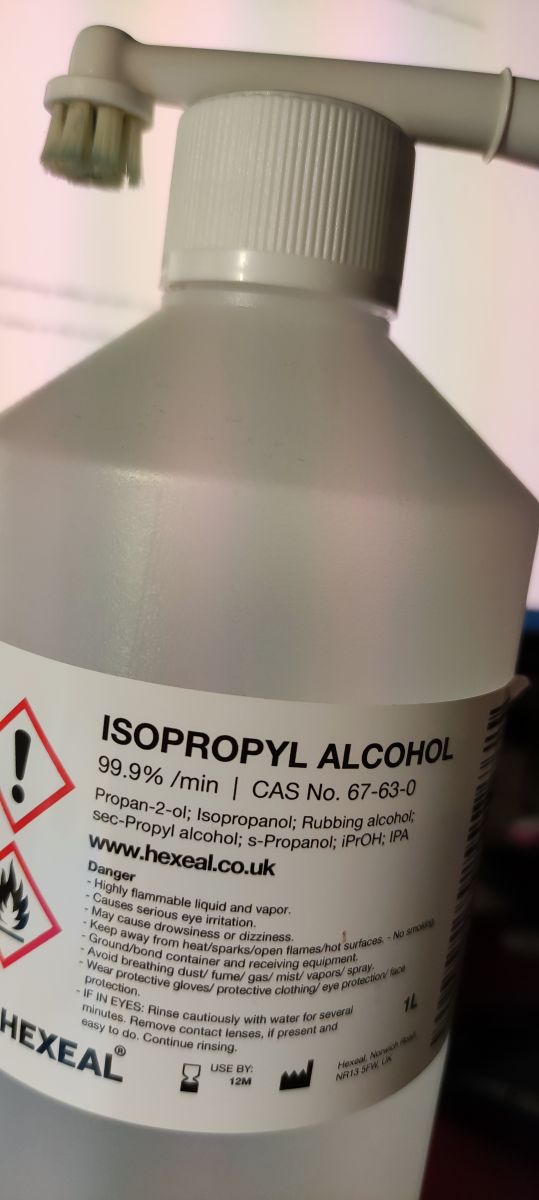 ISOPROPYL ALCOHOL
99.9% /min | CAS No. 67-63-0
Propan-2-ol; Isopropanol; Rubbing alcohol;
sec-Propyl alcohol; s-Propanol; iPrOH; IPA
www.hexeal.co.uk
Danger
- Highly flammable liquid and vapor.
- Causes serious eye irritation.
- May cause drowsiness or dizziness.
- Keep away from heat/sparks/open flames/hot surfaces. - No smoking.
- Ground/bond container and receiving equipment.
- Avoid breathing dust/ fume/ gas/ mist/ vapors/ spray.
- Wear protective gloves/ protective clothing/ eye protection/ face
protection.
- IF IN EYES: Rinse cautiously with water for several
minutes. Remove contact lenses, if present and
easy to do. Continue rinsing.
1L
HEXEAL®
USE BY:
12M
Hexeal, Norwich Road,
NR13 5FW, UK